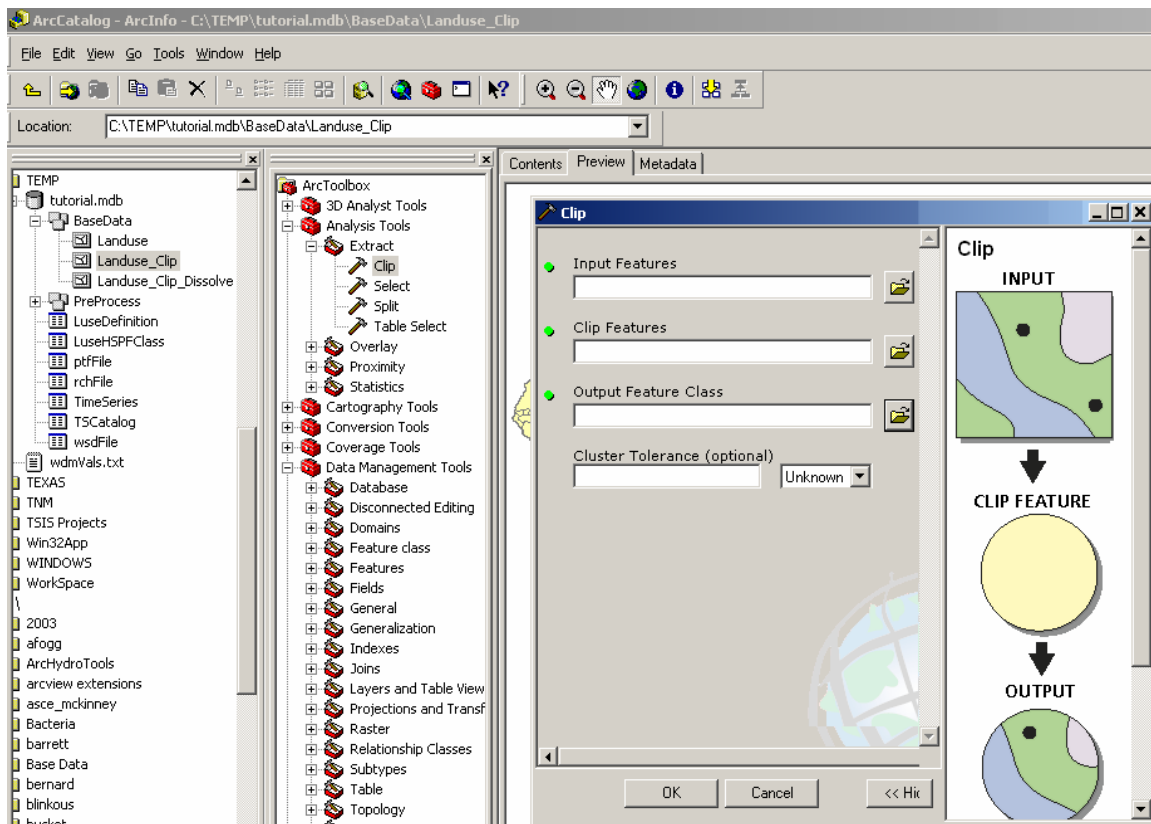 ArcCatalog - ArcInfo - C:\TEMP\tutorial.mdb\BaseData\Landuse_Clip
File Edit View Go Tools Window Help
Location: C:\TEMP\tutorial.mdb\BaseData\Landuse_Clip
TEMP
tutorial.mdb
BaseData
Landuse
Landuse_Clip
Landuse_Clip_Dissolve
PreProcess
LuseDefinition
LuseHSPFClass
ptfFile
rchFile
TimeSeries
TSCatalog
wsdFile
wdmVals.txt
TEXAS
TNM
TSIS Projects
Win32App
WINDOWS
WorkSpace
\
2003
afogg
ArcHydroTools
arcview extensions
asce_mckinney
Bacteria
barrett
Base Data
bernard
blinkous
ArcToolbox
3D Analyst Tools
Analysis Tools
Extract
Clip
Select
Split
Table Select
Overlay
Proximity
Statistics
Cartography Tools
Conversion Tools
Coverage Tools
Data Management Tools
Database
Disconnected Editing
Domains
Feature class
Features
Fields
General
Generalization
Indexes
Joins
Layers and Table View
Projections and Transf
Raster
Relationship Classes
Subtypes
Table
Topology
Contents Preview Metadata
Clip
Input Features
Clip Features
Output Feature Class
Cluster Tolerance (optional)
Unknown
OK Cancel << Hi
Clip
INPUT
CLIP FEATURE
OUTPUT